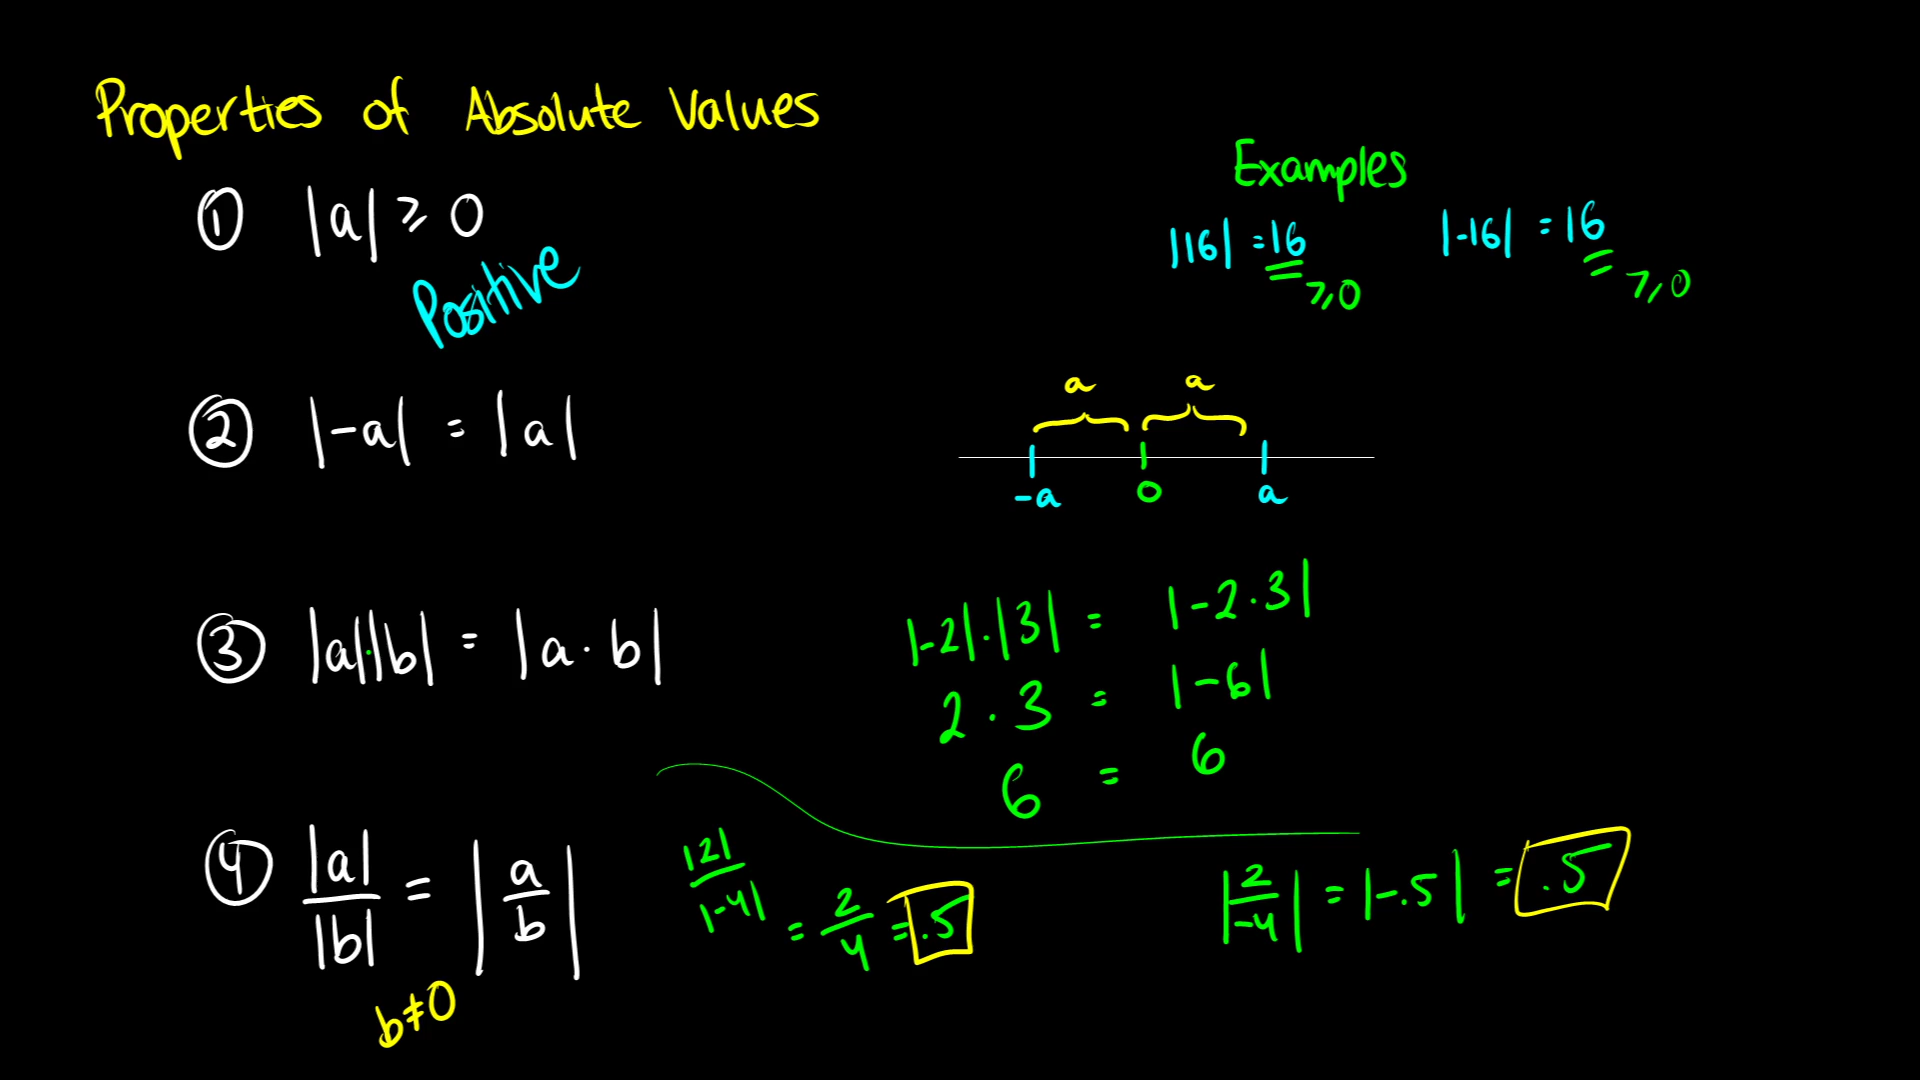 Properties of Absolute Values
① |a| ≥ 0
Positive
Examples
|16| = 16
≥0
|-16| = 16
≥0
② |-a| = |a|
a a
-a 0 a
③ |a|·|b| = |a·b|
|-2|·|3| = |-2·3|
2·3 = |-6|
6 = 6
④ |a|/|b| = |a/b|
b≠0
|2|/|-4| = 2/4 = .5
|2/-4| = |-.5| = .5